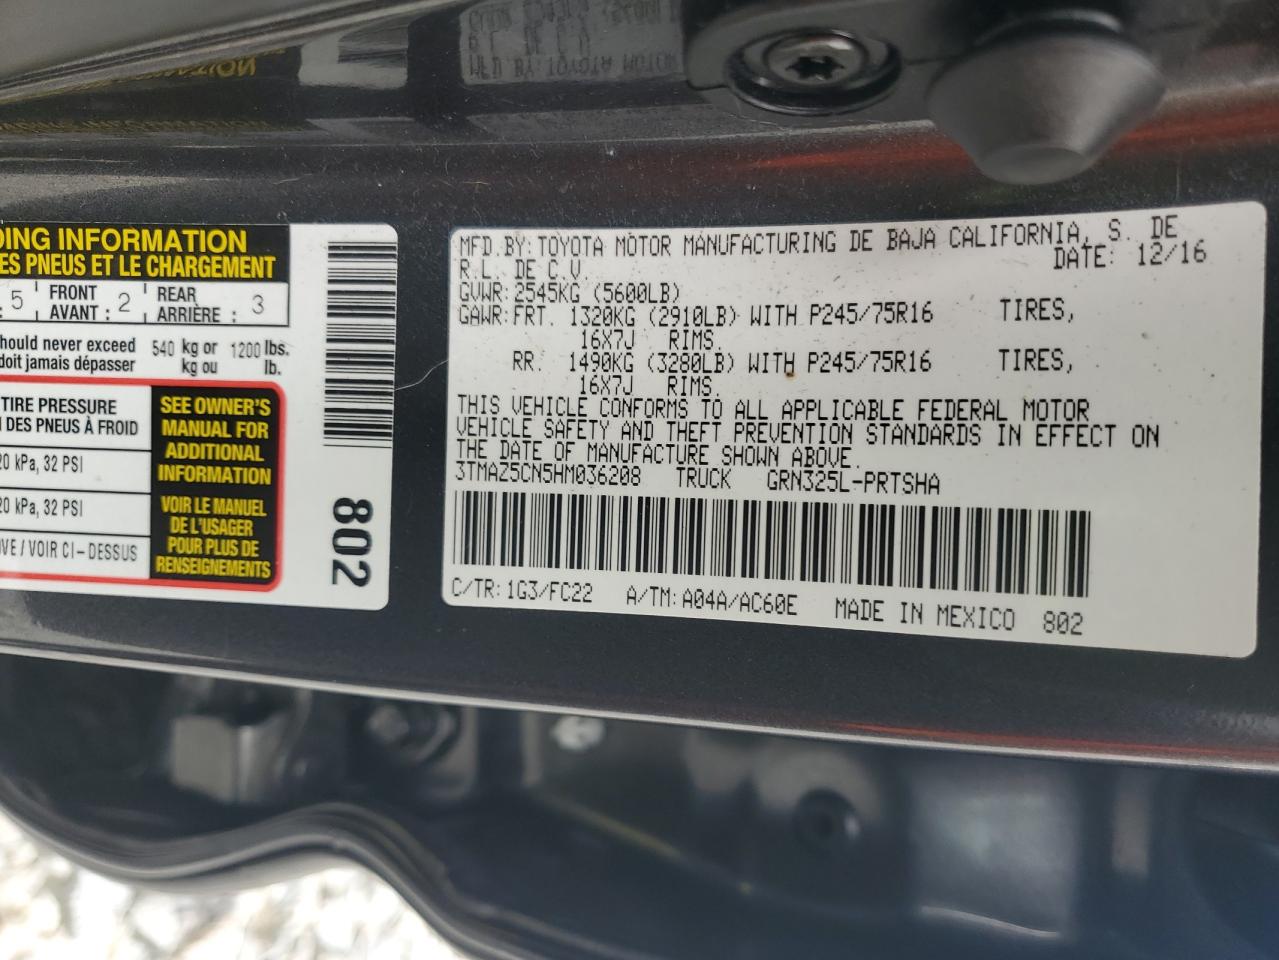 DING INFORMATION
ES PNEUS ET LE CHARGEMENT
: 5 FRONT AVANT : 2 REAR ARRIÈRE : 3
hould never exceed 540 kg or 1200 lbs.
doit jamais dépasser kg ou lb.
TIRE PRESSURE
DES PNEUS À FROID
20 kPa, 32 PSI
20 kPa, 32 PSI
OVE / VOIR CI-DESSUS
SEE OWNER'S
MANUAL FOR
ADDITIONAL
INFORMATION
VOIR LE MANUEL
DE L'USAGER
POUR PLUS DE
RENSEIGNEMENTS
802
MFD.BY:TOYOTA MOTOR MANUFACTURING DE BAJA CALIFORNIA, S. DE
R.L. DE C.V. DATE: 12/16
GVWR:2545KG (5600LB)
GAWR:FRT. 1320KG (2910LB) WITH P245/75R16 TIRES,
16X7J RIMS.
RR. 1490KG (3280LB) WITH P245/75R16 TIRES,
16X7J RIMS.
THIS VEHICLE CONFORMS TO ALL APPLICABLE FEDERAL MOTOR
VEHICLE SAFETY AND THEFT PREVENTION STANDARDS IN EFFECT ON
THE DATE OF MANUFACTURE SHOWN ABOVE.
3TMAZ5CN5HM036208 TRUCK GRN325L-PRTSHA
C/TR:1G3/FC22 A/TM:A04A/AC60E MADE IN MEXICO 802